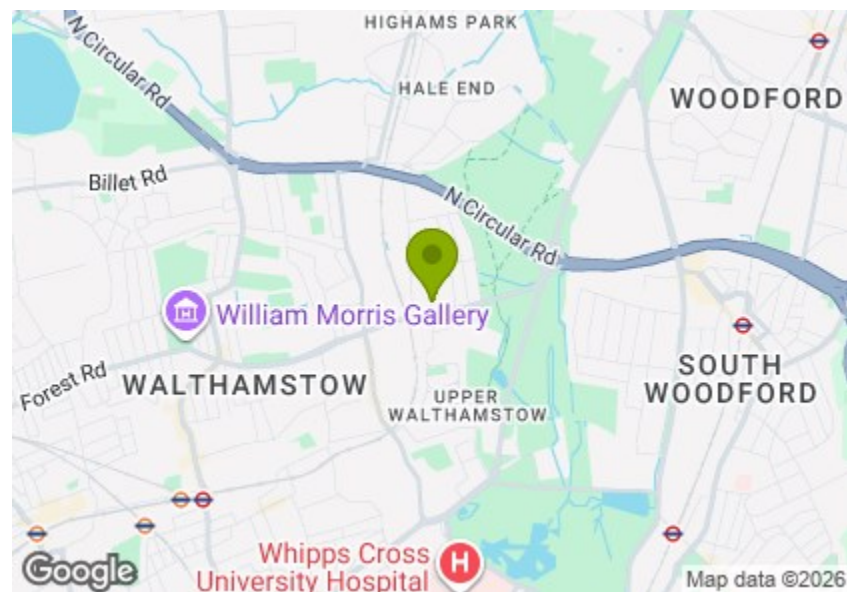 HIGHAMS PARK
N Circular Rd
HALE END
WOODFORD
Billet Rd
N Circular Rd
William Morris Gallery
Forest Rd
WALTHAMSTOW
SOUTH
WOODFORD
UPPER
WALTHAMSTOW
Whipps Cross
University Hospital
H
Google
Map data ©2026